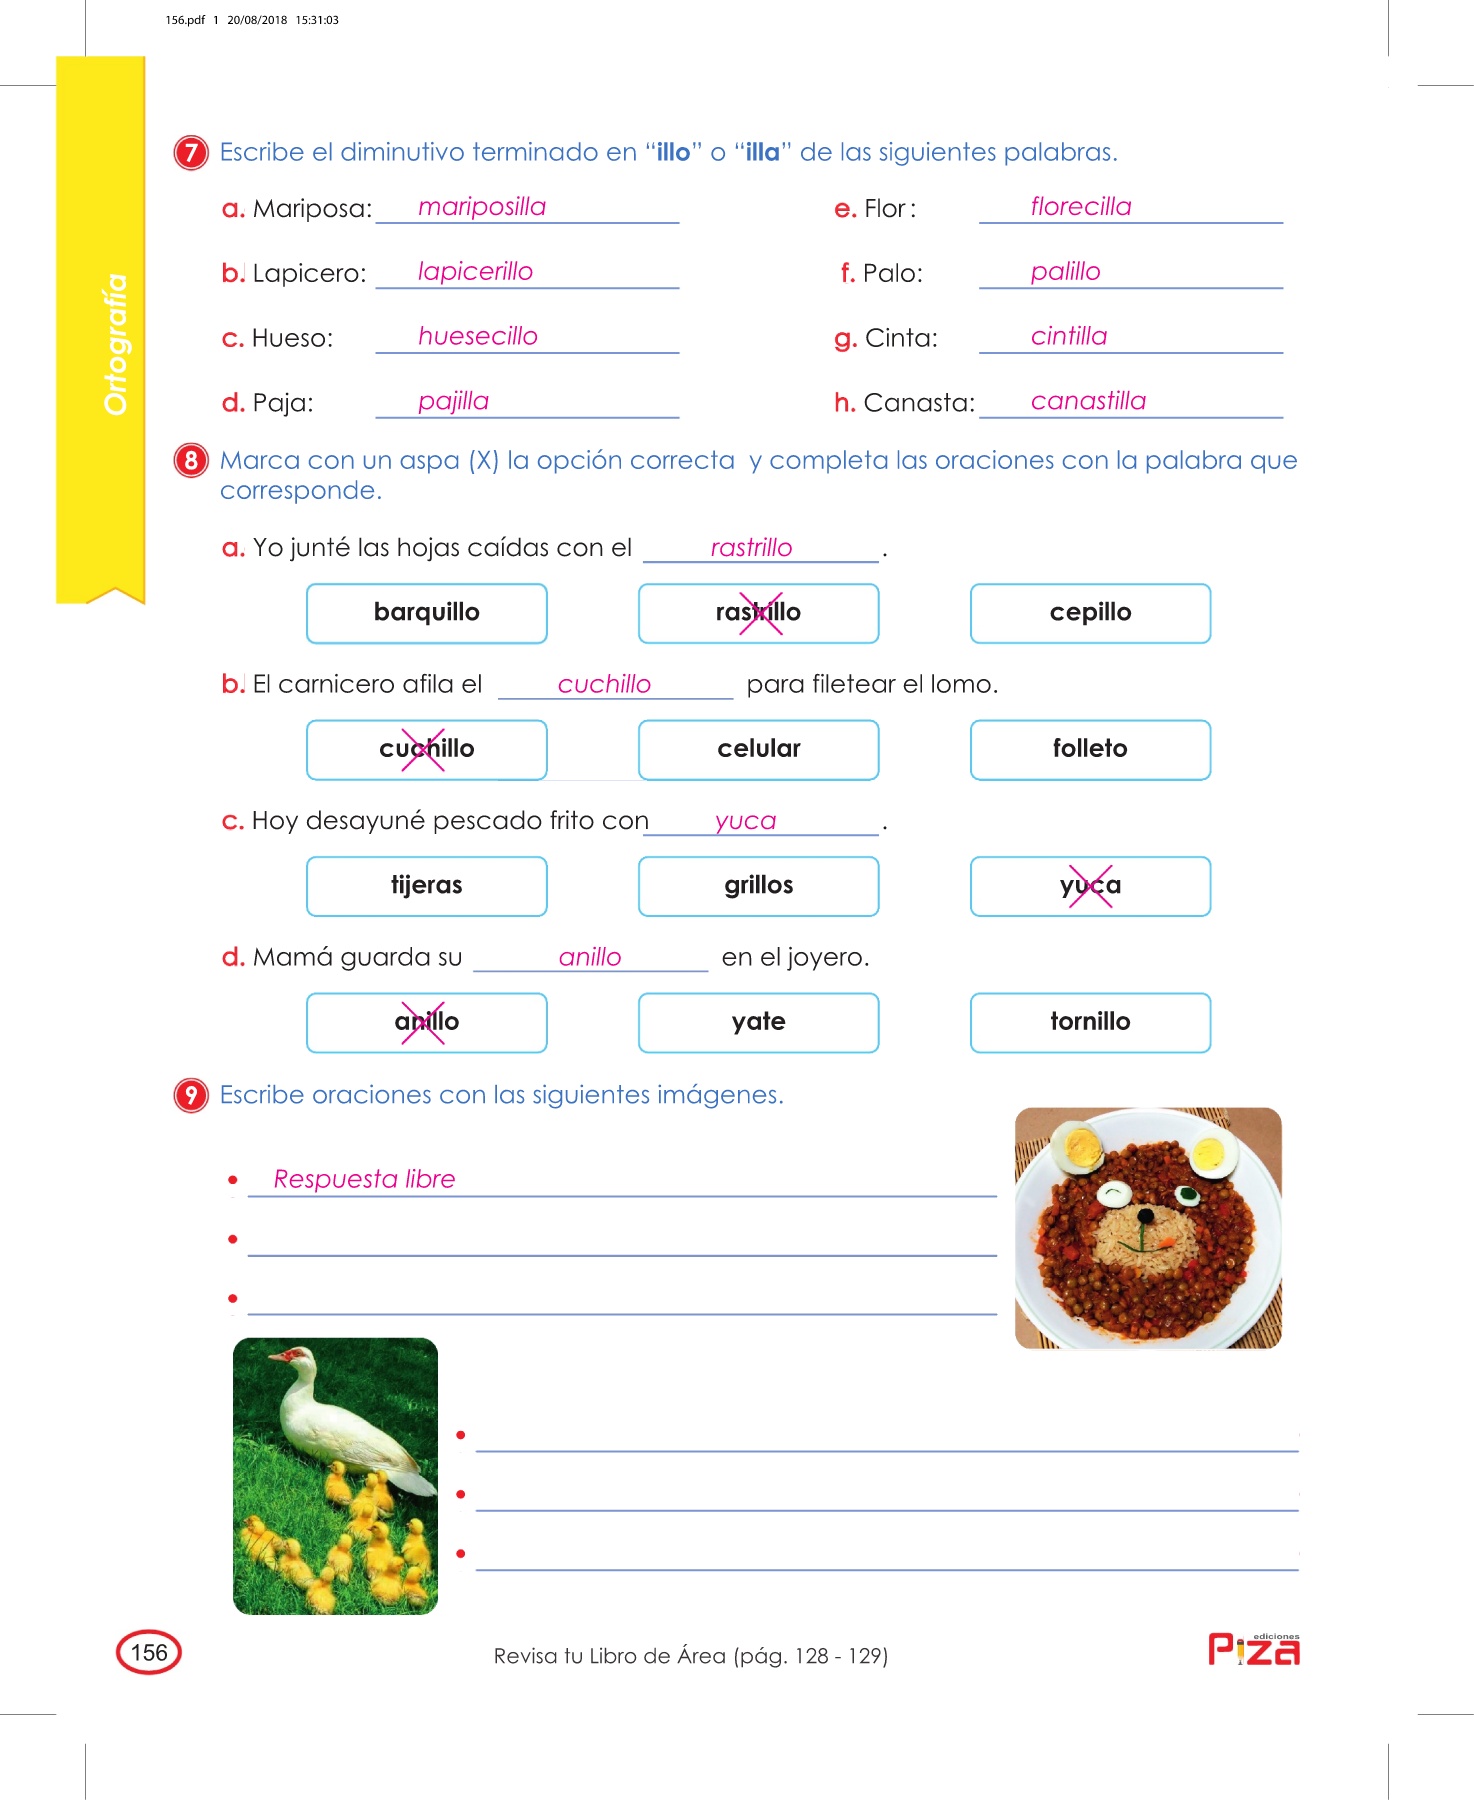 156.pdf 1 20/08/2018 15:31:03
Ortografía
7 Escribe el diminutivo terminado en “illo” o “illa” de las siguientes palabras.
a. Mariposa: mariposilla e. Flor : florecilla
b. Lapicero: lapicerillo f. Palo: palillo
c. Hueso: huesecillo g. Cinta: cintilla
d. Paja: pajilla h. Canasta: canastilla
8 Marca con un aspa (X) la opción correcta y completa las oraciones con la palabra que
corresponde.
a. Yo junté las hojas caídas con el rastrillo .
barquillo rastrillo cepillo
b. El carnicero afila el cuchillo para filetear el lomo.
cuchillo celular folleto
c. Hoy desayuné pescado frito con yuca .
tijeras grillos yuca
d. Mamá guarda su anillo en el joyero.
anillo yate tornillo
9 Escribe oraciones con las siguientes imágenes.
• Respuesta libre
•
•
•
•
•
156 Revisa tu Libro de Área (pág. 128 - 129)
ediciones
Piza